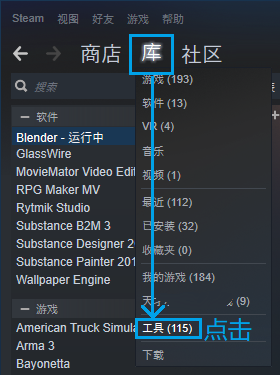 Steam 视图 好友 游戏 帮助
商店 库 社区
搜索
游戏 (193)
软件 (13)
VR (4)
音乐
视频 (1)
最近 (112)
已安装 (32)
收藏夹 (0)
我的游戏 (184)
(9)
工具 (115) 点击
下载
— 软件
Blender - 运行中
GlassWire
MovieMator Video Edit
RPG Maker MV
Rytmik Studio
Substance B2M 3
Substance Designer 20
Substance Painter 201
Wallpaper Engine
— 游戏
American Truck Simula
Arma 3
Bayonetta